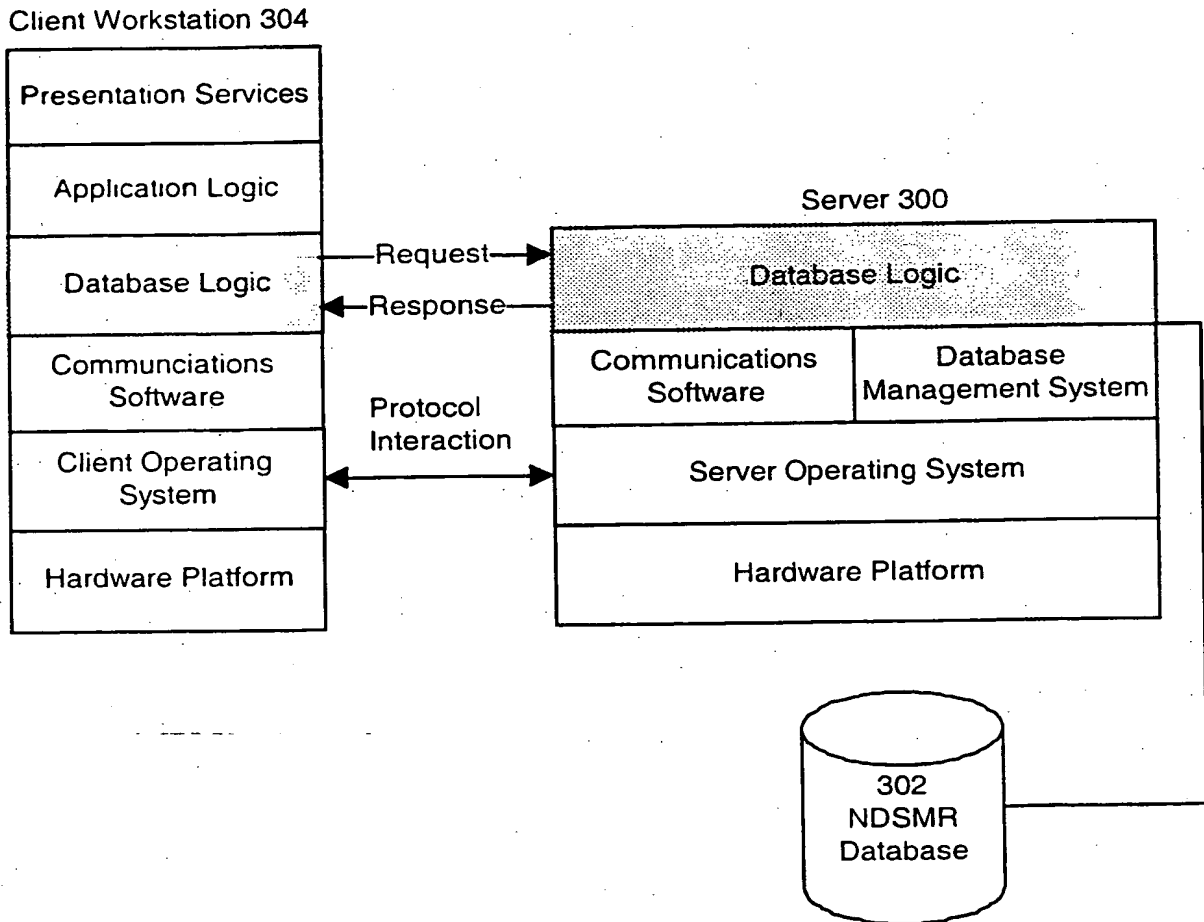 Client Workstation 304
Presentation Services
Application Logic
Database Logic
Communciations
Software
Client Operating
System
Hardware Platform
Request
Response
Protocol
Interaction
Server 300
Database Logic
Communications
Software
Database
Management System
Server Operating System
Hardware Platform
302
NDSMR
Database